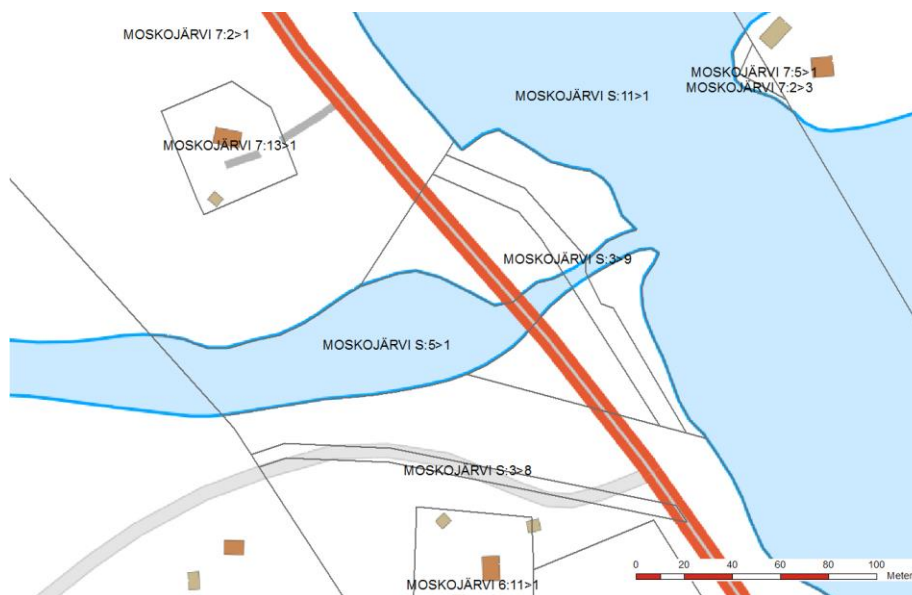 MOSKOJÄRVI 7:2>1
MOSKOJÄRVI 7:5>1
MOSKOJÄRVI 7:2>3
MOSKOJÄRVI S:11>1
MOSKOJÄRVI 7:13>1
MOSKOJÄRVI S:3>9
MOSKOJÄRVI S:5>1
MOSKOJÄRVI S:3>8
MOSKOJÄRVI 6:11>1
0 20 40 60 80 100
Meter